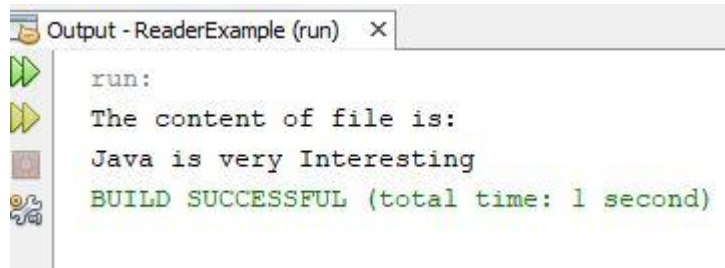 Output - ReaderExample (run) ×
run:
The content of file is:
Java is very Interesting
BUILD SUCCESSFUL (total time: 1 second)